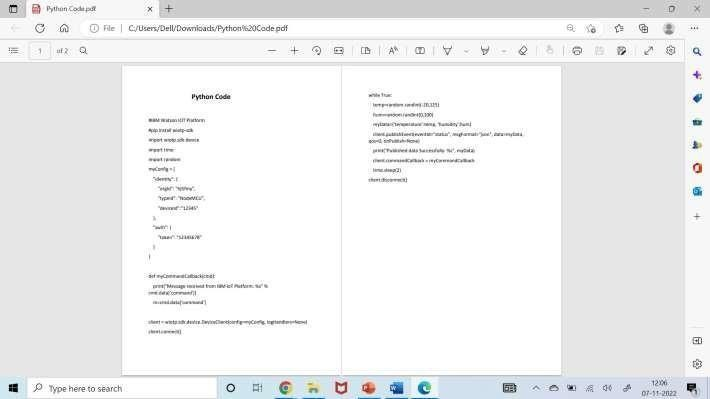 Python Code.pdf
File
C:/Users/Dell/Downloads/Python%20Code.pdf
1
of 2
Python Code
#IBM Watson IOT Platform
#pip install wiotp-sdk
import wiotp.sdk.device
import time
import random
myConfig = {
"identity": {
"typeId": "NodeMCU",
"deviceId":"12345"
},
"auth": {
"token": "12345678"
}
}
def myCommandCallback(cmd):
print("Message received from IBM IoT Platform: %s" %
cmd.data['command'])
m=cmd.data['command']
client = wiotp.sdk.device.DeviceClient(config=myConfig, logHandlers=None)
client.connect()
while True:
temp=random.randint(-20,125)
hum=random.randint(0,100)
myData={'temperature':temp, 'humidity':hum}
client.publishEvent(eventId="status", msgFormat="json", data=myData,
qos=0, onPublish=None)
print("Published data Successfully: %s", myData)
client.commandCallback = myCommandCallback
time.sleep(2)
client.disconnect()
Type here to search
12:06
07-11-2022